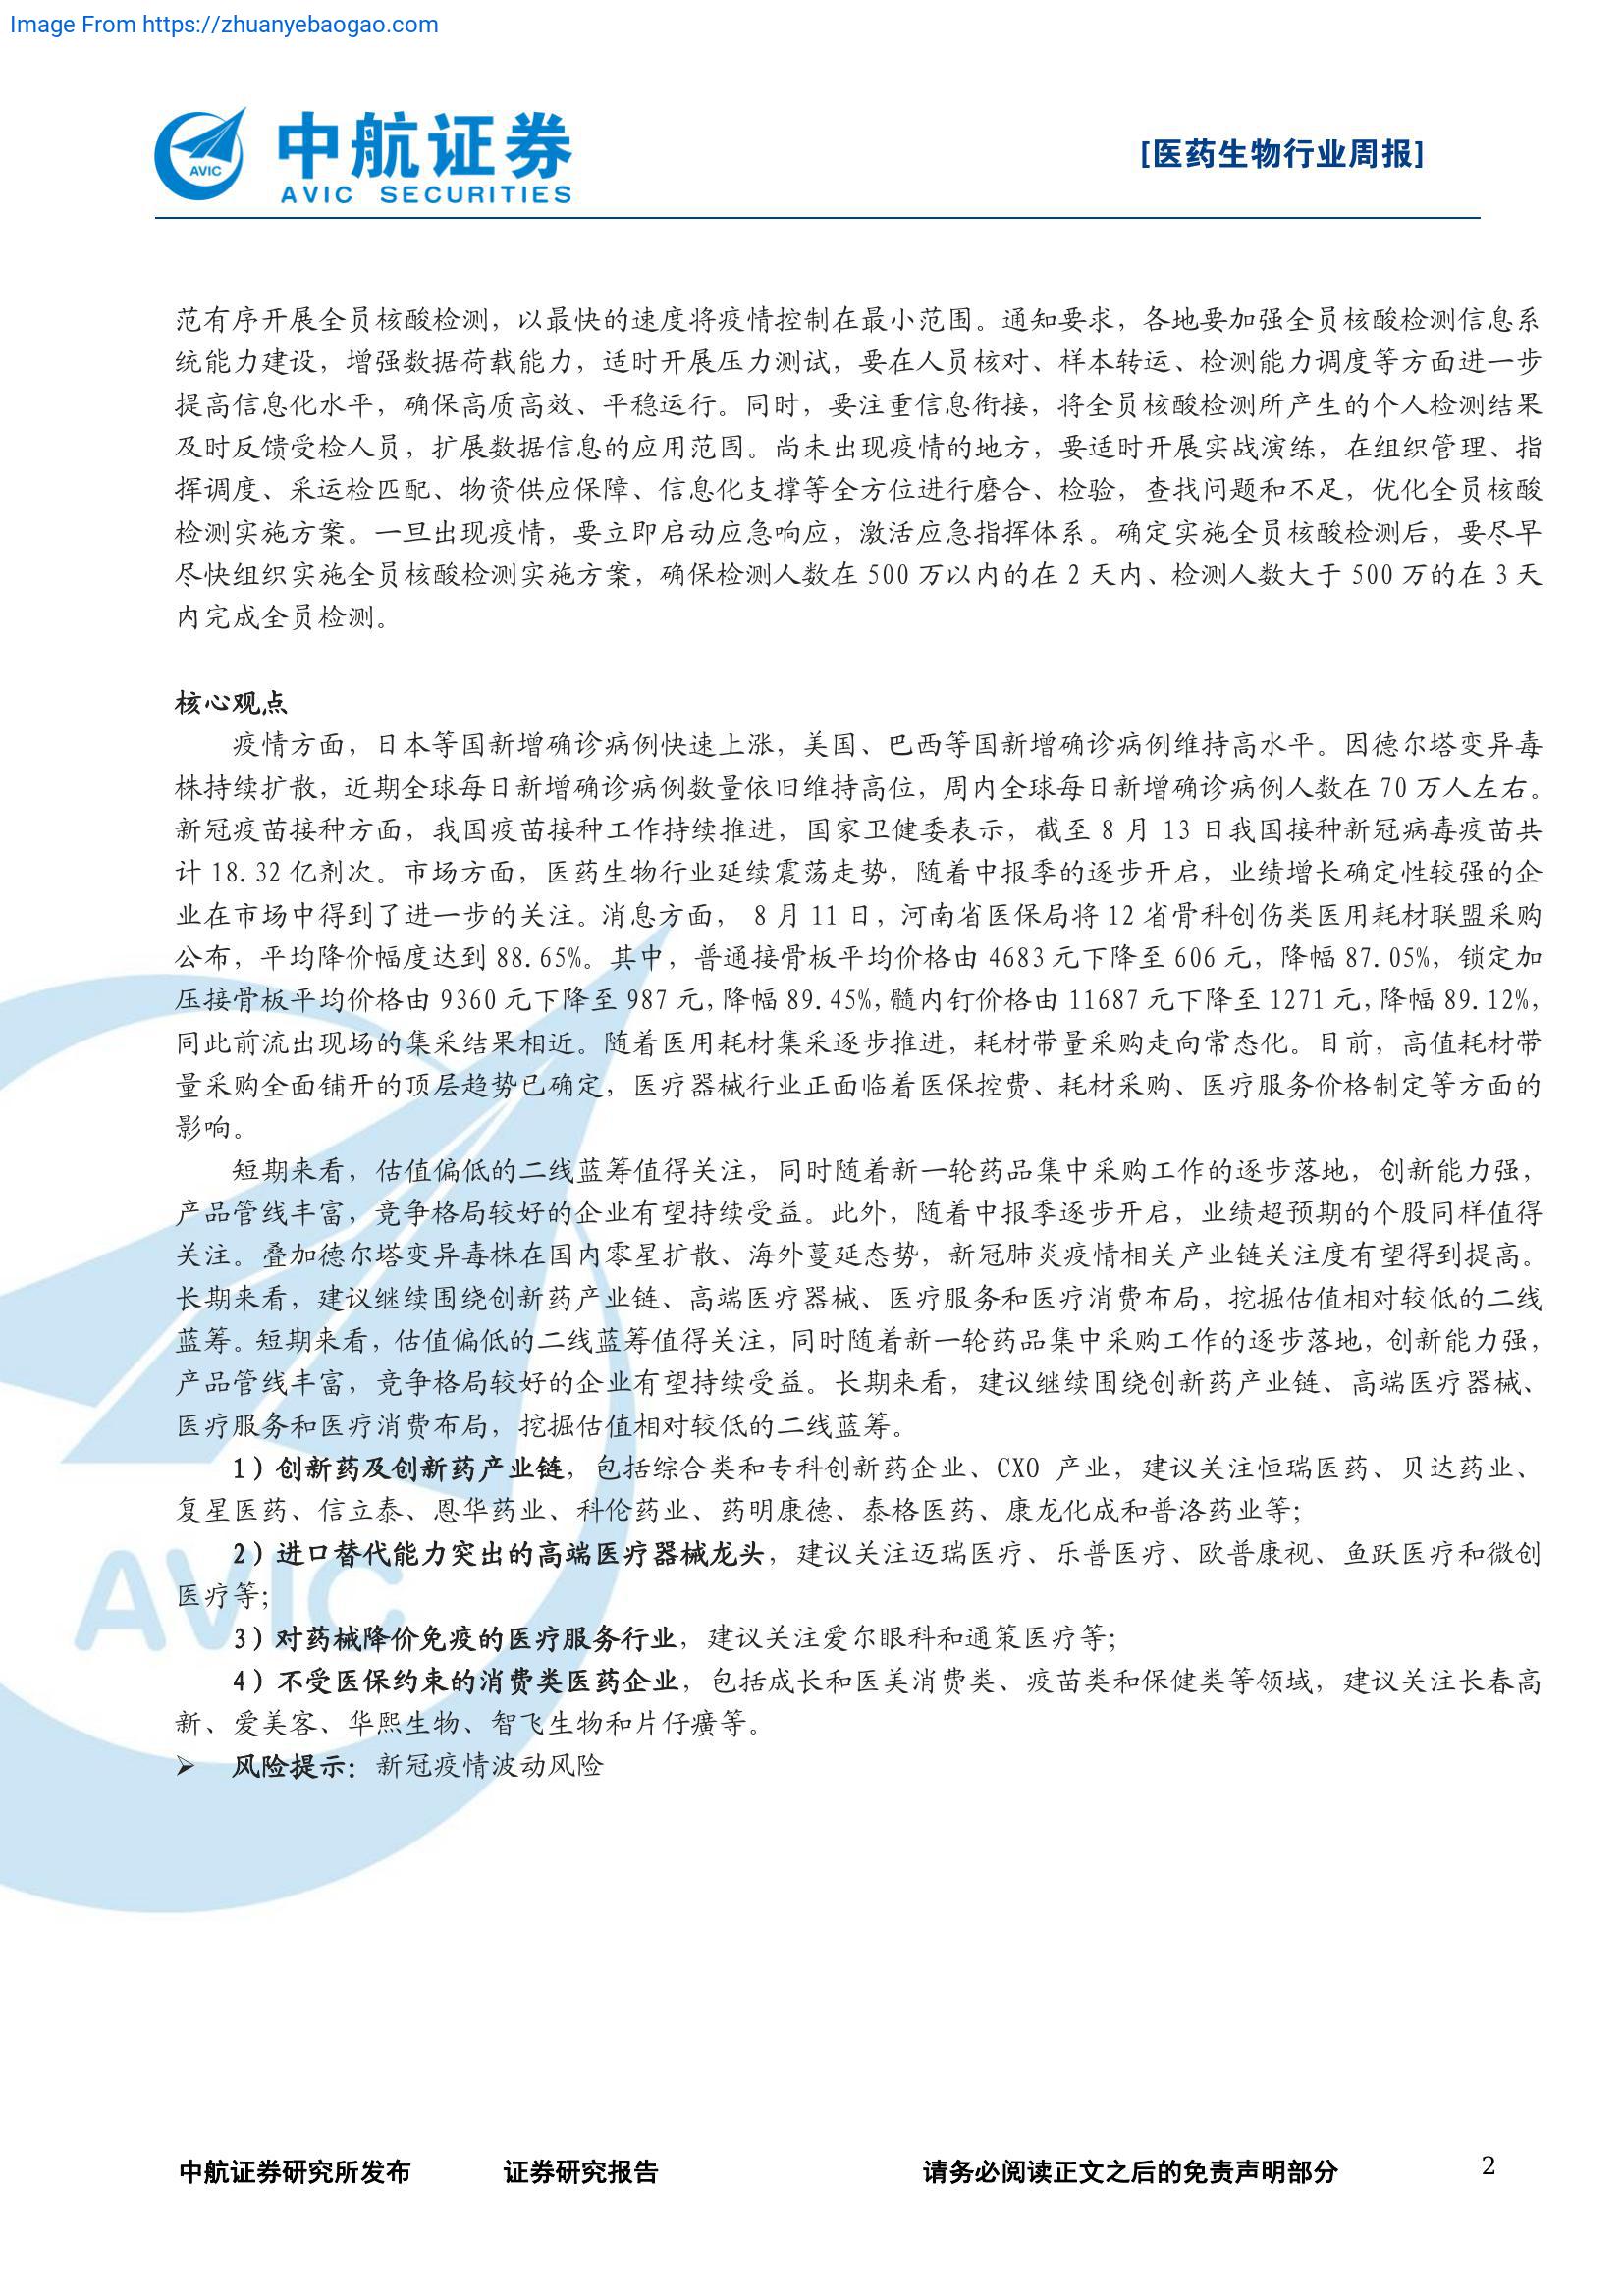 Image From https://zhuanyebaogao.com
中航证券
AVIC
AVIC SECURITIES
[医药生物行业周报]
范有序开展全员核酸检测，以最快的速度将疫情控制在最小范围。通知要求，各地要加强全员核酸检测信息系
统能力建设，增强数据荷载能力，适时开展压力测试，要在人员核对、样本转运、检测能力调度等方面进一步
提高信息化水平，确保高质高效、平稳运行。同时，要注重信息衔接，将全员核酸检测所产生的个人检测结果
及时反馈受检人员，扩展数据信息的应用范围。尚未出现疫情的地方，要适时开展实战演练，在组织管理、指
挥调度、采运检匹配、物资供应保障、信息化支撑等全方位进行磨合、检验，查找问题和不足，优化全员核酸
检测实施方案。一旦出现疫情，要立即启动应急响应，激活应急指挥体系。确定实施全员核酸检测后，要尽早
尽快组织实施全员核酸检测实施方案，确保检测人数在 500 万以内的在 2 天内、检测人数大于 500 万的在 3 天
内完成全员检测。
核心观点
疫情方面，日本等国新增确诊病例快速上涨，美国、巴西等国新增确诊病例维持高水平。因德尔塔变异毒
株持续扩散，近期全球每日新增确诊病例数量依旧维持高位，周内全球每日新增确诊病例人数在 70 万人左右。
新冠疫苗接种方面，我国疫苗接种工作持续推进，国家卫健委表示，截至 8 月 13 日我国接种新冠病毒疫苗共
计 18.32 亿剂次。市场方面，医药生物行业延续震荡走势，随着中报季的逐步开启，业绩增长确定性较强的企
业在市场中得到了进一步的关注。消息方面， 8 月 11 日，河南省医保局将 12 省骨科创伤类医用耗材联盟采购
公布，平均降价幅度达到 88.65%。其中，普通接骨板平均价格由 4683 元下降至 606 元，降幅 87.05%，锁定加
压接骨板平均价格由 9360 元下降至 987 元，降幅 89.45%，髓内钉价格由 11687 元下降至 1271 元，降幅 89.12%，
同此前流出现场的集采结果相近。随着医用耗材集采逐步推进，耗材带量采购走向常态化。目前，高值耗材带
量采购全面铺开的顶层趋势已确定，医疗器械行业正面临着医保控费、耗材采购、医疗服务价格制定等方面的
影响。
短期来看，估值偏低的二线蓝筹值得关注，同时随着新一轮药品集中采购工作的逐步落地，创新能力强，
产品管线丰富，竞争格局较好的企业有望持续受益。此外，随着中报季逐步开启，业绩超预期的个股同样值得
关注。叠加德尔塔变异毒株在国内零星扩散、海外蔓延态势，新冠肺炎疫情相关产业链关注度有望得到提高。
长期来看，建议继续围绕创新药产业链、高端医疗器械、医疗服务和医疗消费布局，挖掘估值相对较低的二线
蓝筹。短期来看，估值偏低的二线蓝筹值得关注，同时随着新一轮药品集中采购工作的逐步落地，创新能力强，
产品管线丰富，竞争格局较好的企业有望持续受益。长期来看，建议继续围绕创新药产业链、高端医疗器械、
医疗服务和医疗消费布局，挖掘估值相对较低的二线蓝筹。
1）创新药及创新药产业链，包括综合类和专科创新药企业、CXO 产业，建议关注恒瑞医药、贝达药业、
复星医药、信立泰、恩华药业、科伦药业、药明康德、泰格医药、康龙化成和普洛药业等；
2）进口替代能力突出的高端医疗器械龙头，建议关注迈瑞医疗、乐普医疗、欧普康视、鱼跃医疗和微创
医疗等；
3）对药械降价免疫的医疗服务行业，建议关注爱尔眼科和通策医疗等；
4）不受医保约束的消费类医药企业，包括成长和医美消费类、疫苗类和保健类等领域，建议关注长春高
新、爱美客、华熙生物、智飞生物和片仔癀等。
➢ 风险提示：新冠疫情波动风险
AVIC
中航证券研究所发布 证券研究报告 请务必阅读正文之后的免责声明部分 2